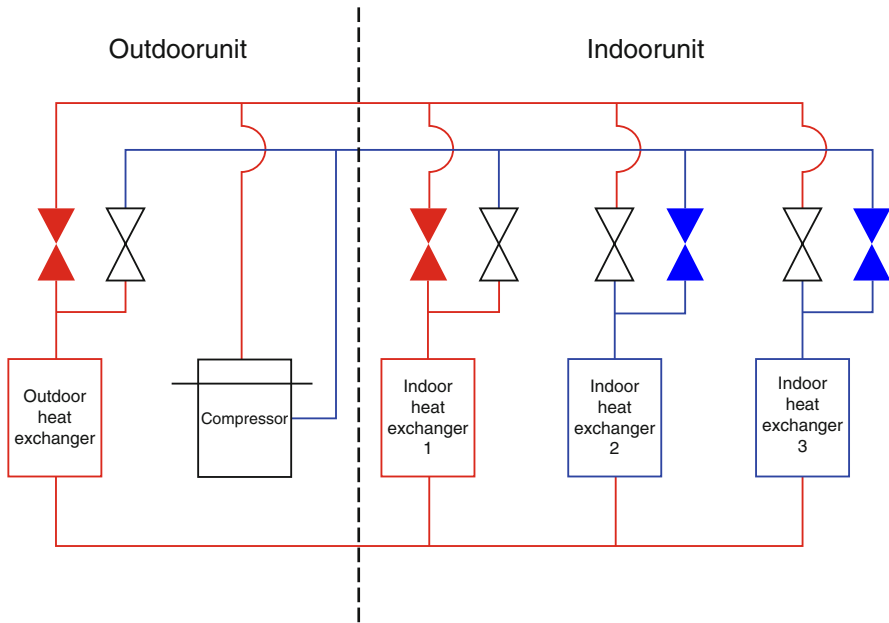 Outdoorunit
Indoorunit
Outdoor
heat
exchanger
Compressor
Indoor
heat
exchanger
1
Indoor
heat
exchanger
2
Indoor
heat
exchanger
3